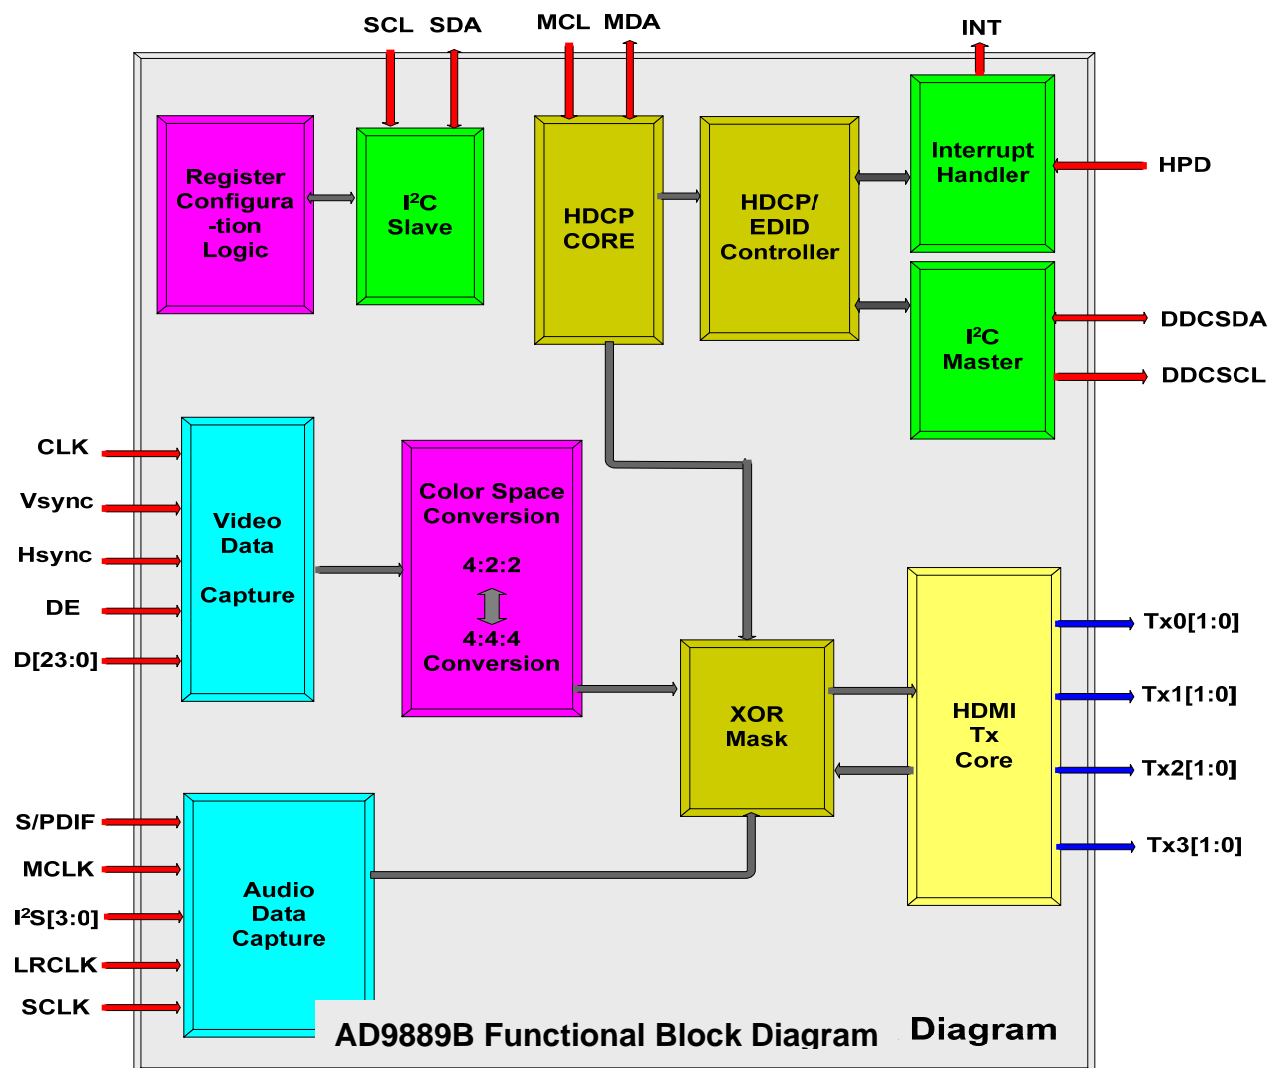 SCL SDA MCL MDA INT
Register
Configura
-tion
Logic
I²C
Slave
HDCP
CORE
HDCP/
EDID
Controller
Interrupt
Handler
HPD
I²C
Master
DDCSDA
DDCSCL
CLK
Vsync
Hsync
DE
D[23:0]
Video
Data
Capture
Color Space
Conversion
4:2:2
4:4:4
Conversion
XOR
Mask
HDMI
Tx
Core
Tx0[1:0]
Tx1[1:0]
Tx2[1:0]
Tx3[1:0]
S/PDIF
MCLK
I²S[3:0]
LRCLK
SCLK
Audio
Data
Capture
AD9889B Functional Block Diagram Diagram